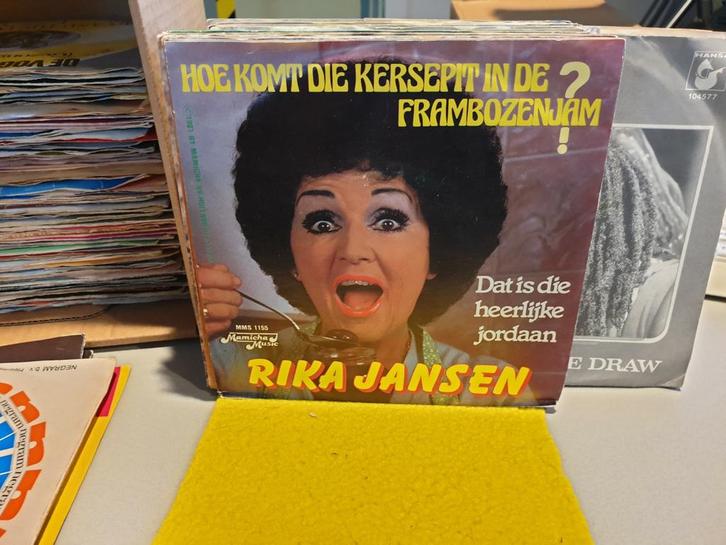 HOE KOMT DIE KERSEPIT IN DE
FRAMBOZENJAM
?!
Dat is die
heerlijke
jordaan
MMS 1155
Mamicha
Music
RIKA JANSEN
HANSA
104577
E DRAW
NEGRAM b.v.